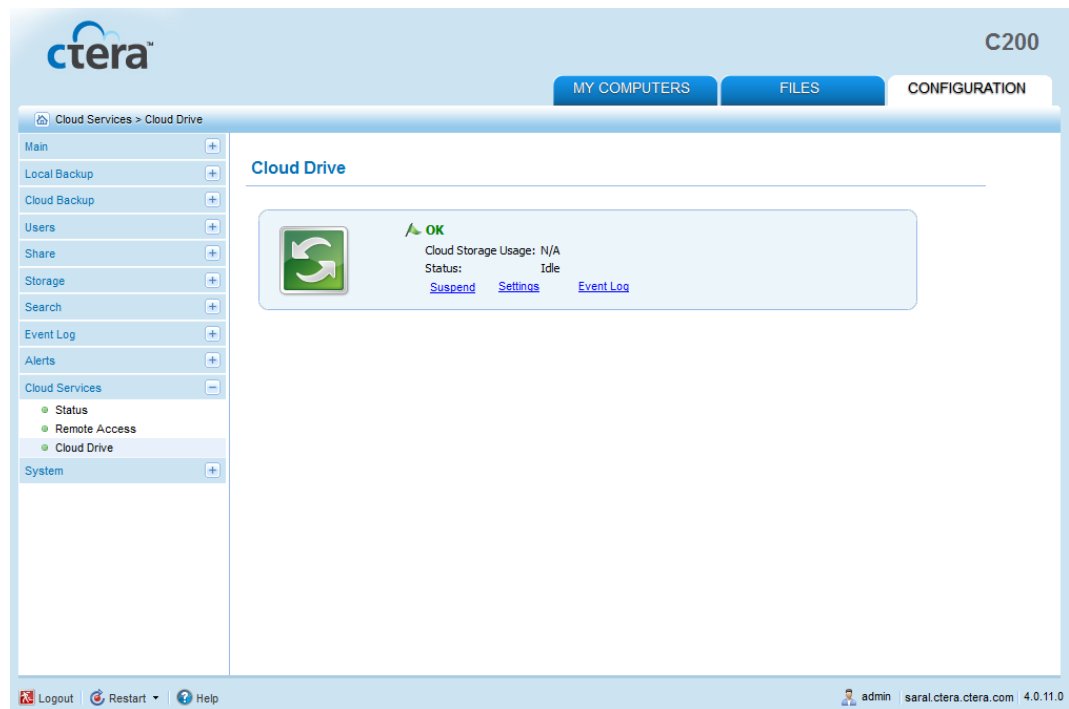 ctera™
C200
MY COMPUTERS
FILES
CONFIGURATION
Cloud Services > Cloud Drive
Main
Local Backup
Cloud Backup
Users
Share
Storage
Search
Event Log
Alerts
Cloud Services
Status
Remote Access
Cloud Drive
System
Cloud Drive
OK
Cloud Storage Usage: N/A
Status: Idle
Suspend Settings Event Log
Logout Restart Help
admin saral.ctera.ctera.com 4.0.11.0